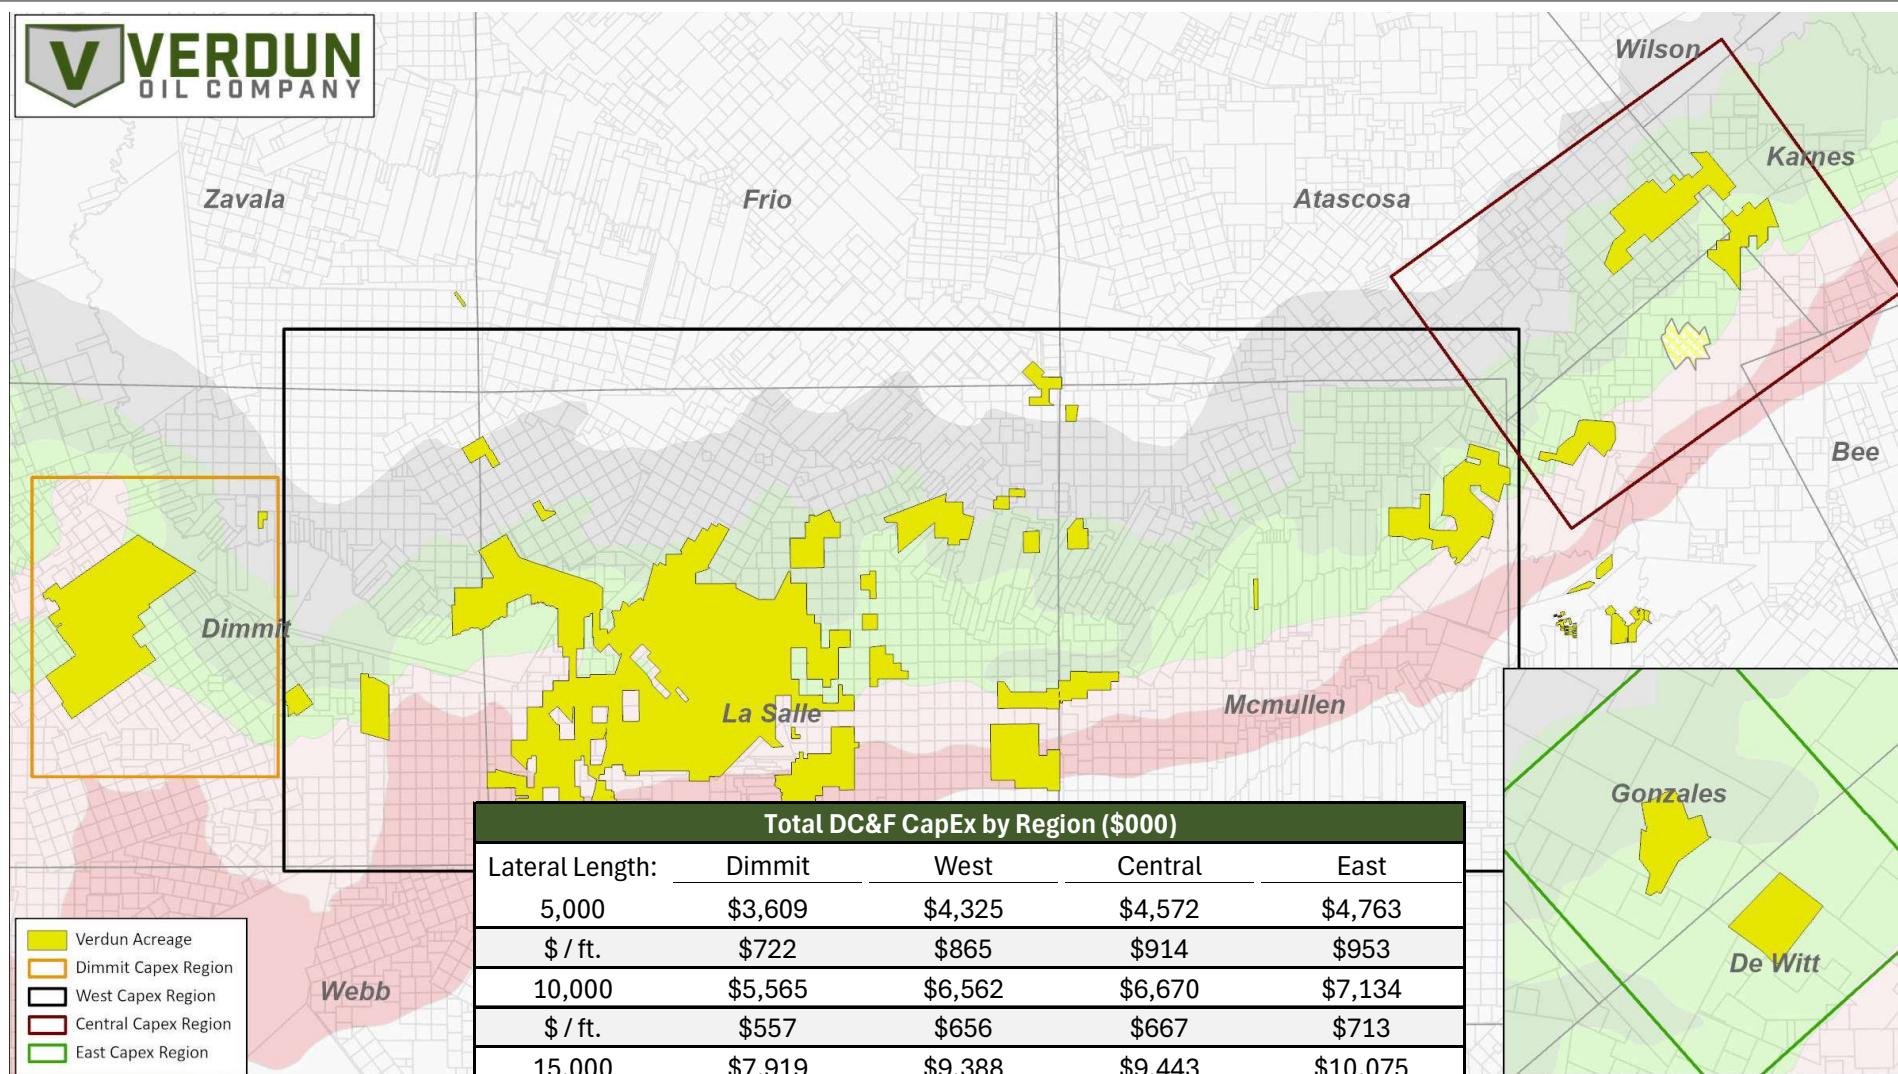 VERDUN
OIL COMPANY
Wilson
Karnes
Zavala
Frio
Atascosa
Bee
Dimmit
La Salle
Mcmullen
Webb
Gonzales
De Witt
Total DC&F CapEx by Region ($000)
Lateral Length: Dimmit West Central East
5,000 $3,609 $4,325 $4,572 $4,763
$ / ft. $722 $865 $914 $953
10,000 $5,565 $6,562 $6,670 $7,134
$ / ft. $557 $656 $667 $713
15,000 $7,919 $9,388 $9,443 $10,075
Verdun Acreage
Dimmit Capex Region
West Capex Region
Central Capex Region
East Capex Region